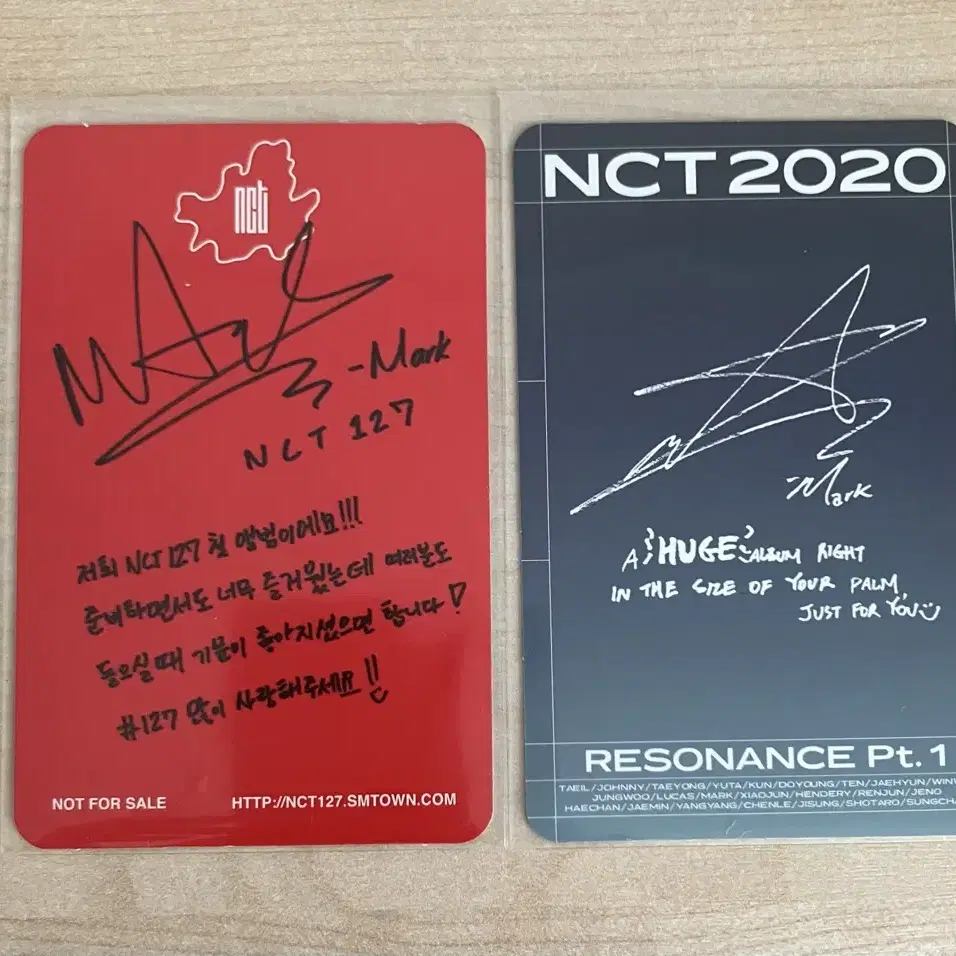 nct
MARK
-Mark
NCT 127
저희 NCT 127 첫 앨범이에요!!!
준비하면서도 너무 즐거웠는데 여러분도
들으실때 기분이 좋아지셨으면 합니다♡
#127 많이 사랑해주세요!!
NOT FOR SALE
HTTP://NCT127.SMTOWN.COM
NCT 2020
-Mark
A HUGE ALBUM RIGHT
IN THE SIZE OF YOUR PALM,
JUST FOR YOU
RESONANCE Pt. 1
TAEIL/JOHNNY/TAEYONG/YUTA/KUN/DOYOUNG/TEN/JAEHYUN/WINW
JUNGWOO/LUCAS/MARK/XIAOJUN/HENDERY/RENJUN/JENO
HAECHAN/JAEMIN/YANGYANG/CHENLE/JISUNG/SHOTARO/SUNGCHA